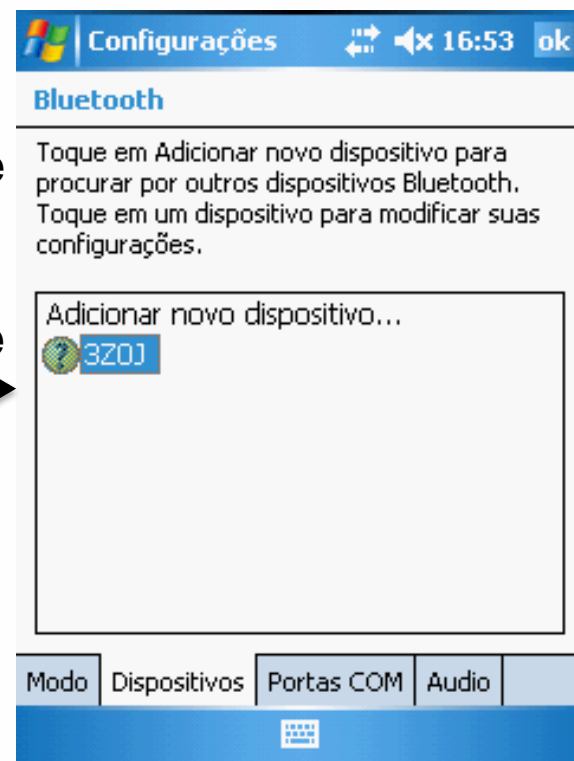 Configurações 16:53 ok
Bluetooth
Toque em Adicionar novo dispositivo para
procurar por outros dispositivos Bluetooth.
Toque em um dispositivo para modificar suas
configurações.
Adicionar novo dispositivo...
3ZOJ
Modo Dispositivos Portas COM Audio
e
e